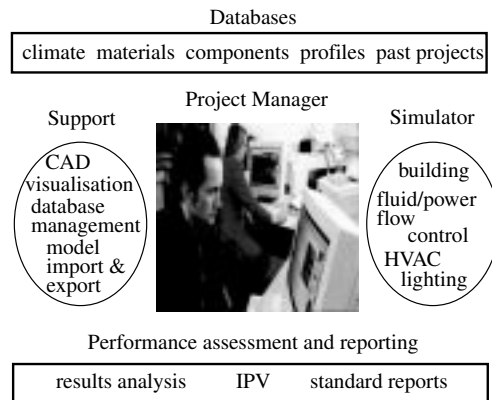 Databases
climate materials components profiles past projects
Project Manager
Support
CAD
visualisation
database
management
model
import &
export
Simulator
building
fluid/power
flow
control
HVAC
lighting
Performance assessment and reporting
results analysis IPV standard reports